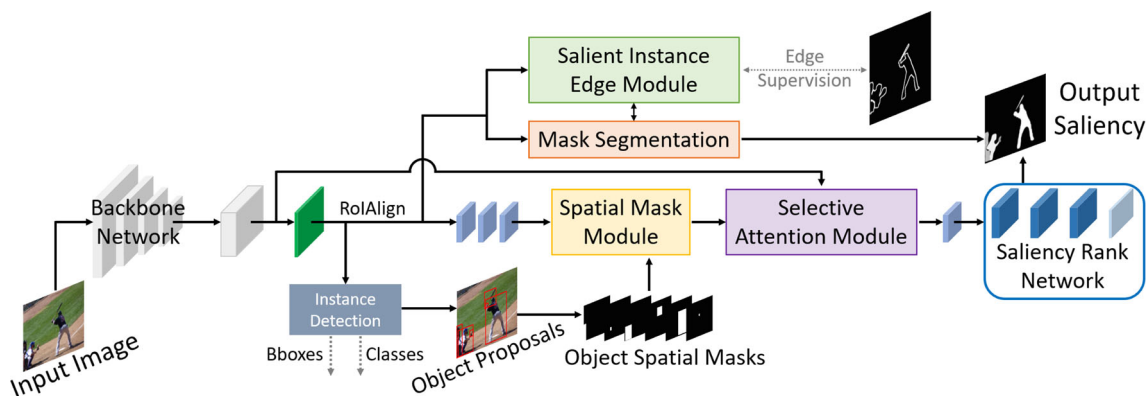 Salient Instance
Edge Module
Edge
Supervision
Output
Saliency
Mask Segmentation
Backbone
Network
RoIAlign
Spatial Mask
Module
Selective
Attention Module
Saliency Rank
Network
Input Image
Instance
Detection
Bboxes
Classes
Object Proposals
Object Spatial Masks